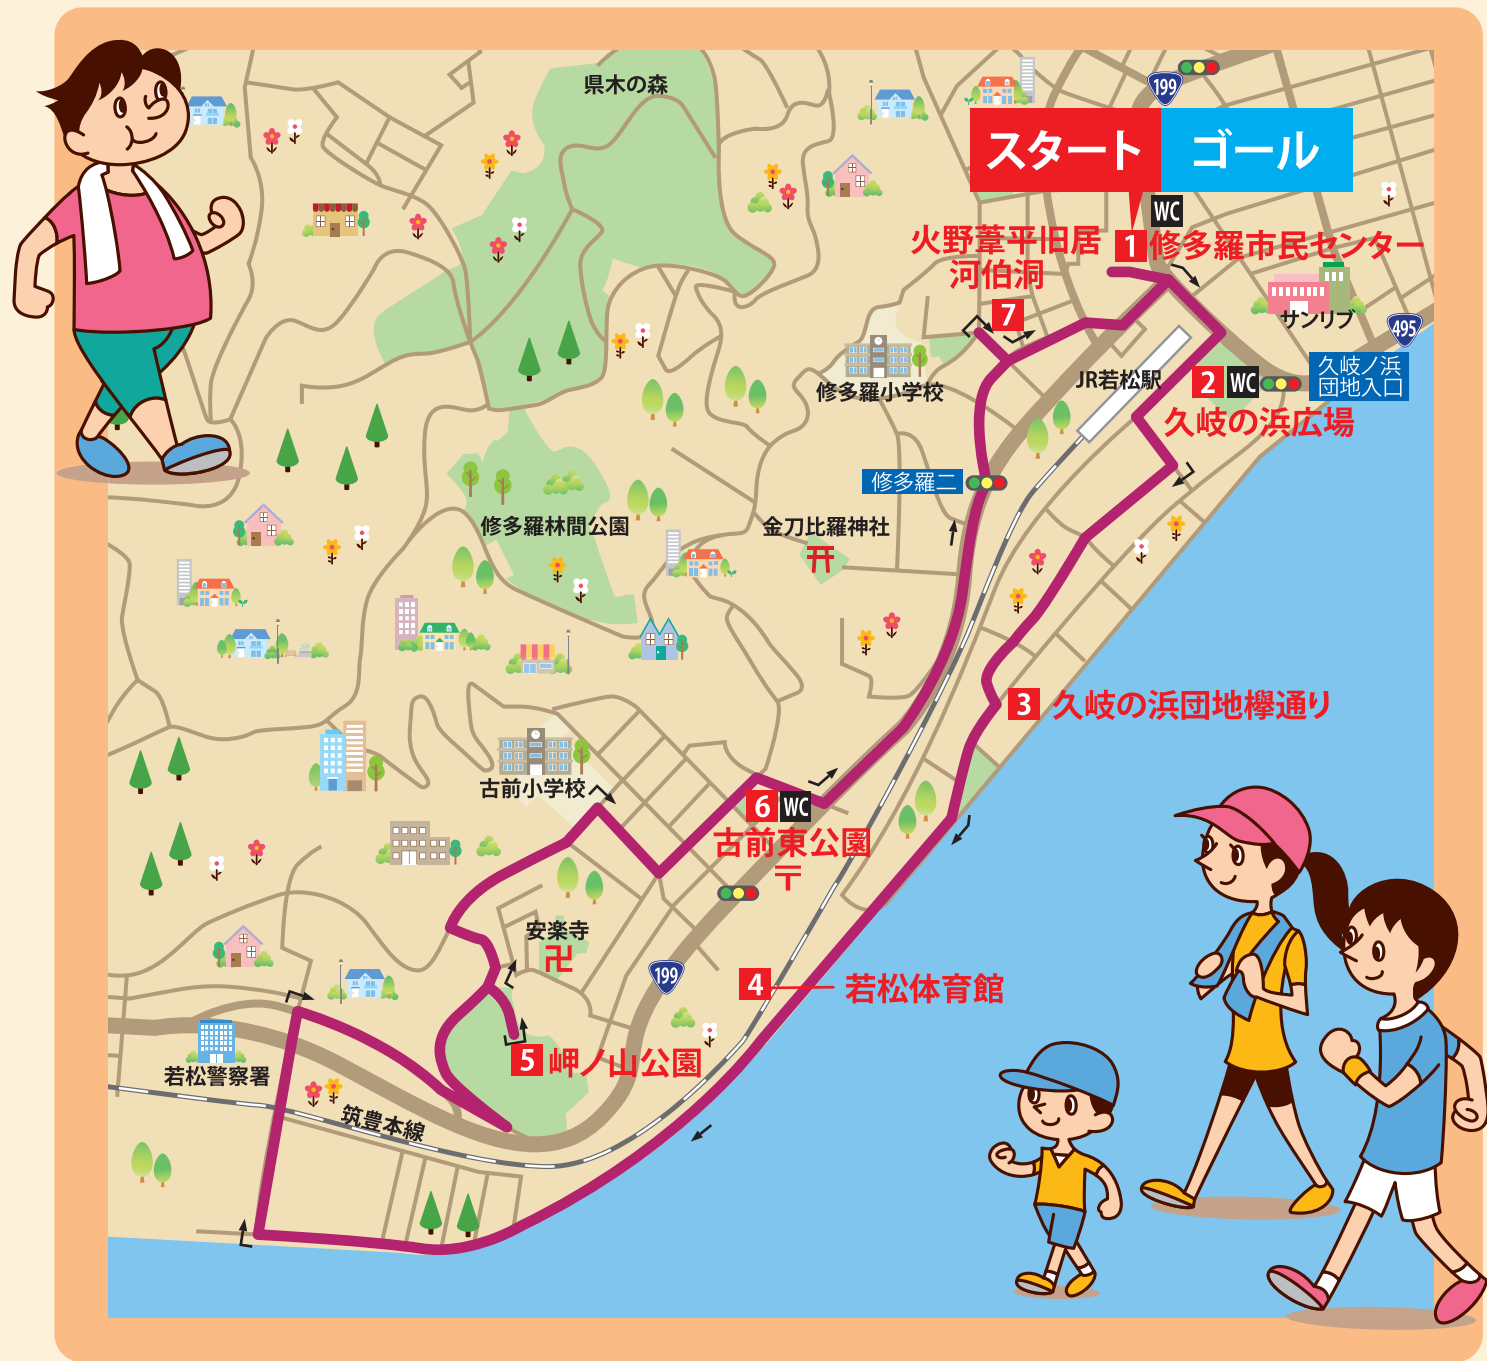 県木の森
199
スタート
ゴール
WC
火野葦平旧居
河伯洞
1 修多羅市民センター
7
サンリブ
495
修多羅小学校
JR若松駅
2 WC
久岐ノ浜
団地入口
久岐の浜広場
修多羅二
修多羅林間公園
金刀比羅神社
3 久岐の浜団地欅通り
古前小学校
6 WC
古前東公園
〒
安楽寺
卍
199
4 若松体育館
5 岬ノ山公園
若松警察署
筑豊本線